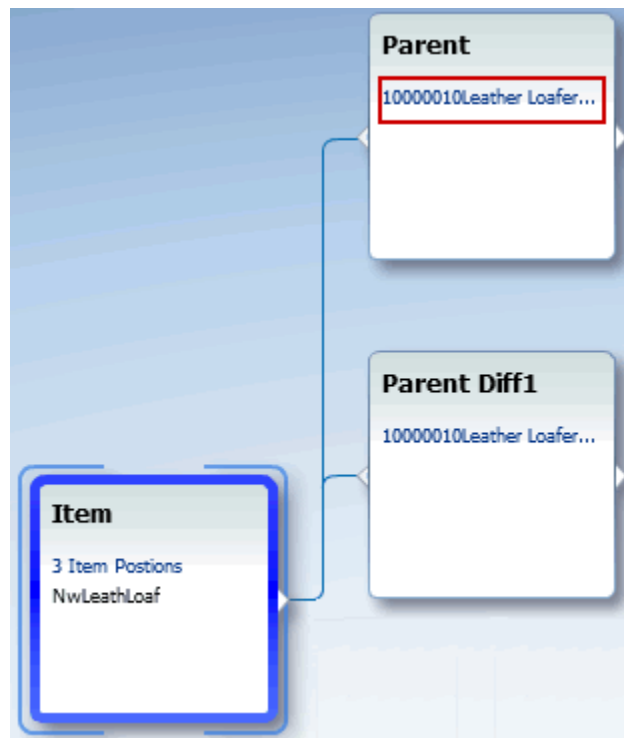 Parent
10000010Leather Loafer...
Parent Diff1
10000010Leather Loafer...
Item
3 Item Postions
NwLeathLoaf